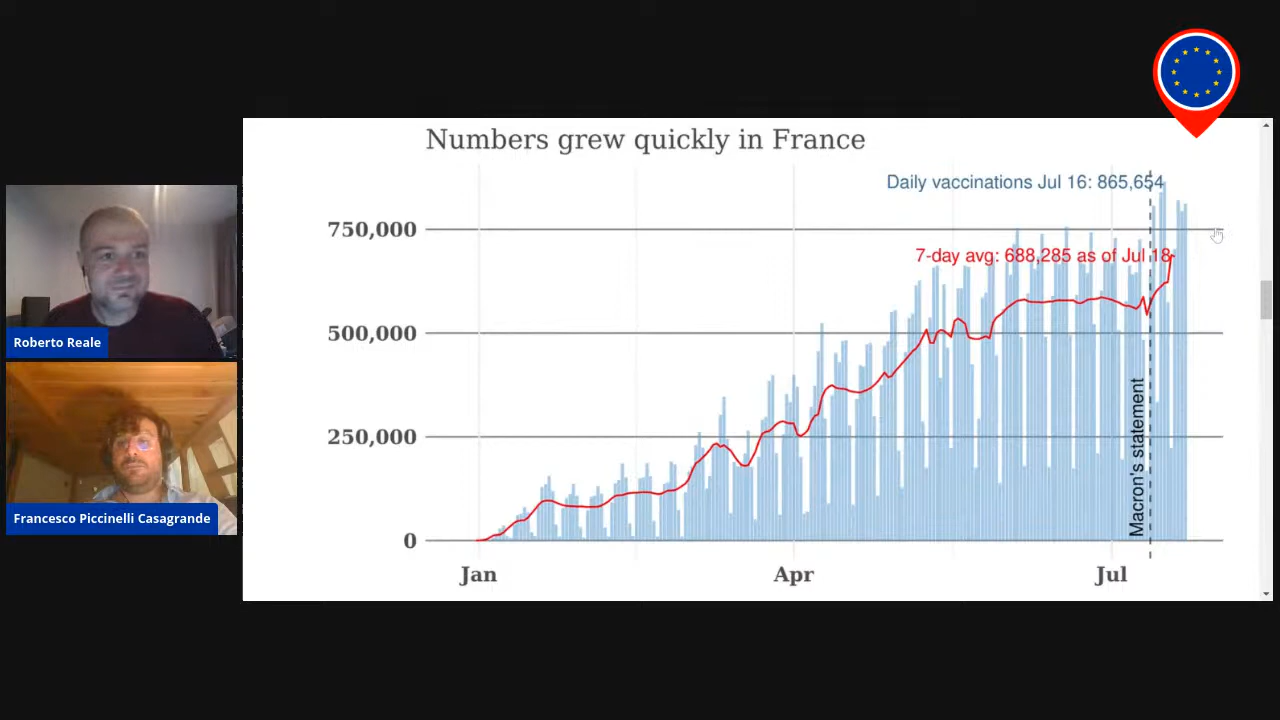 Numbers grew quickly in France
Daily vaccinations Jul 16: 865,654
750,000
7-day avg: 688,285 as of Jul 18
500,000
250,000
0
Macron's statement
Jan
Apr
Jul
Roberto Reale
Francesco Piccinelli Casagrande